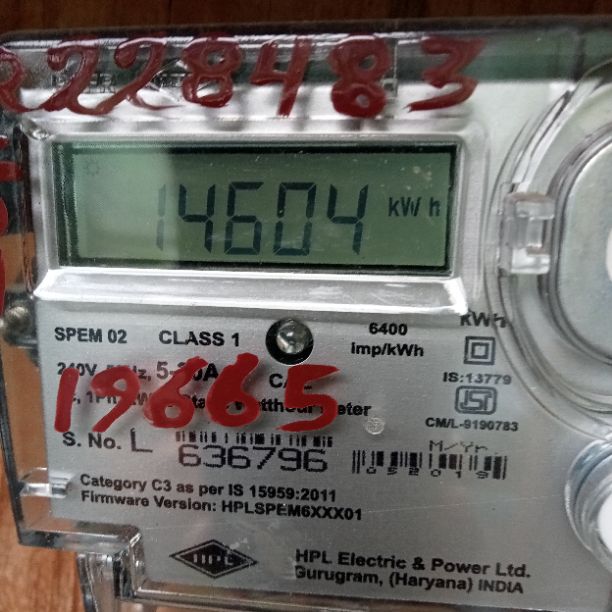 228483
14604 kWh
SPEM 02 CLASS 1 6400 imp/kWh
kWh
IS:13779
19665
CM/L-9190783
S. No. L 636796
M/Yr.
052019
Category C3 as per IS 15959:2011
Firmware Version: HPLSPEM6XXX01
HPL
HPL Electric & Power Ltd.
Gurugram, (Haryana) INDIA